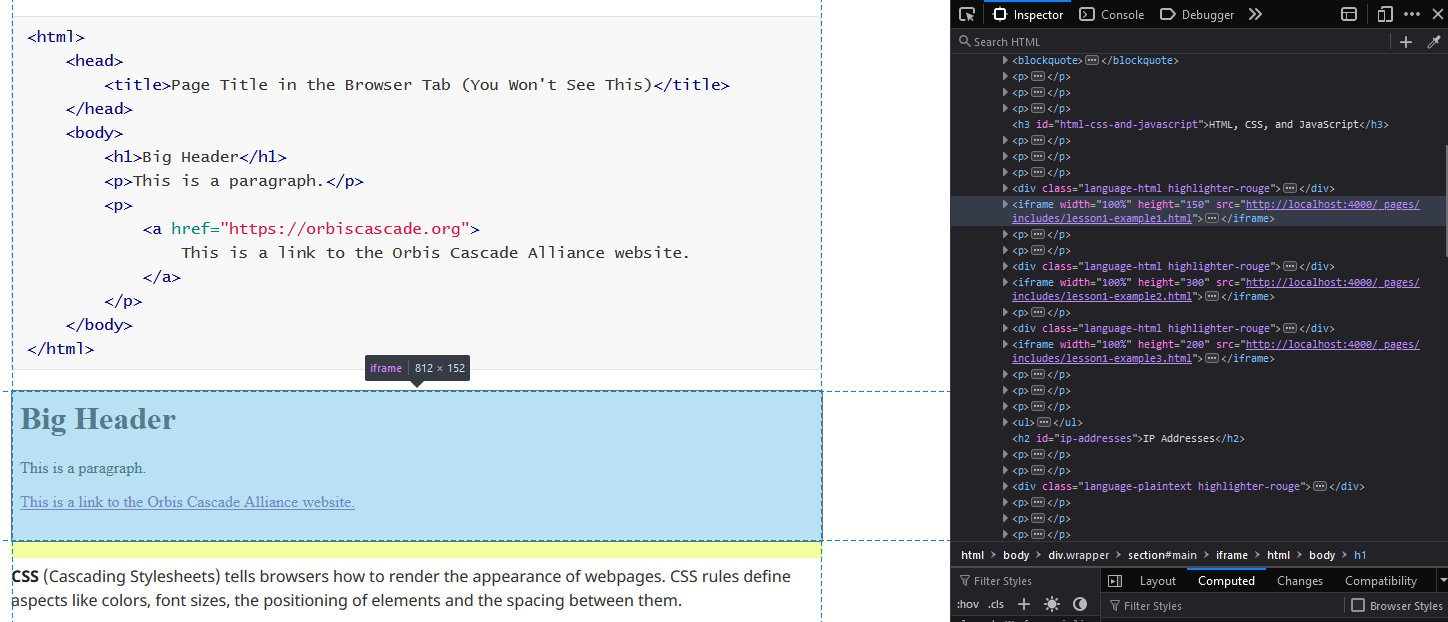 <html>
<head>
<title>Page Title in the Browser Tab (You Won't See This)</title>
</head>
<body>
<h1>Big Header</h1>
<p>This is a paragraph.</p>
<p>
<a href="https://orbiscascade.org">
This is a link to the Orbis Cascade Alliance website.
</a>
</p>
</body>
</html>
iframe 812 × 152
Big Header
This is a paragraph.
This is a link to the Orbis Cascade Alliance website.
CSS (Cascading Stylesheets) tells browsers how to render the appearance of webpages. CSS rules define
aspects like colors, font sizes, the positioning of elements and the spacing between them.
Inspector Console Debugger
Search HTML
<blockquote>⋯</blockquote>
<p>⋯</p>
<p>⋯</p>
<p>⋯</p>
<h3 id="html-css-and-javascript">HTML, CSS, and JavaScript</h3>
<p>⋯</p>
<p>⋯</p>
<p>⋯</p>
<div class="language-html highlighter-rouge">⋯</div>
<iframe width="100%" height="150" src="http://localhost:4000/_pages/
includes/lesson1-example1.html">⋯</iframe>
<p>⋯</p>
<p>⋯</p>
<div class="language-html highlighter-rouge">⋯</div>
<iframe width="100%" height="300" src="http://localhost:4000/_pages/
includes/lesson1-example2.html">⋯</iframe>
<p>⋯</p>
<div class="language-html highlighter-rouge">⋯</div>
<iframe width="100%" height="200" src="http://localhost:4000/_pages/
includes/lesson1-example3.html">⋯</iframe>
<p>⋯</p>
<p>⋯</p>
<p>⋯</p>
<ul>⋯</ul>
<h2 id="ip-addresses">IP Addresses</h2>
<p>⋯</p>
<p>⋯</p>
<div class="language-plaintext highlighter-rouge">⋯</div>
<p>⋯</p>
<p>⋯</p>
<p>⋯</p>
html > body > div.wrapper > section#main > iframe > html > body > h1
Filter Styles
:hov .cls +
Layout Computed Changes Compatibility
Filter Styles Browser Styles